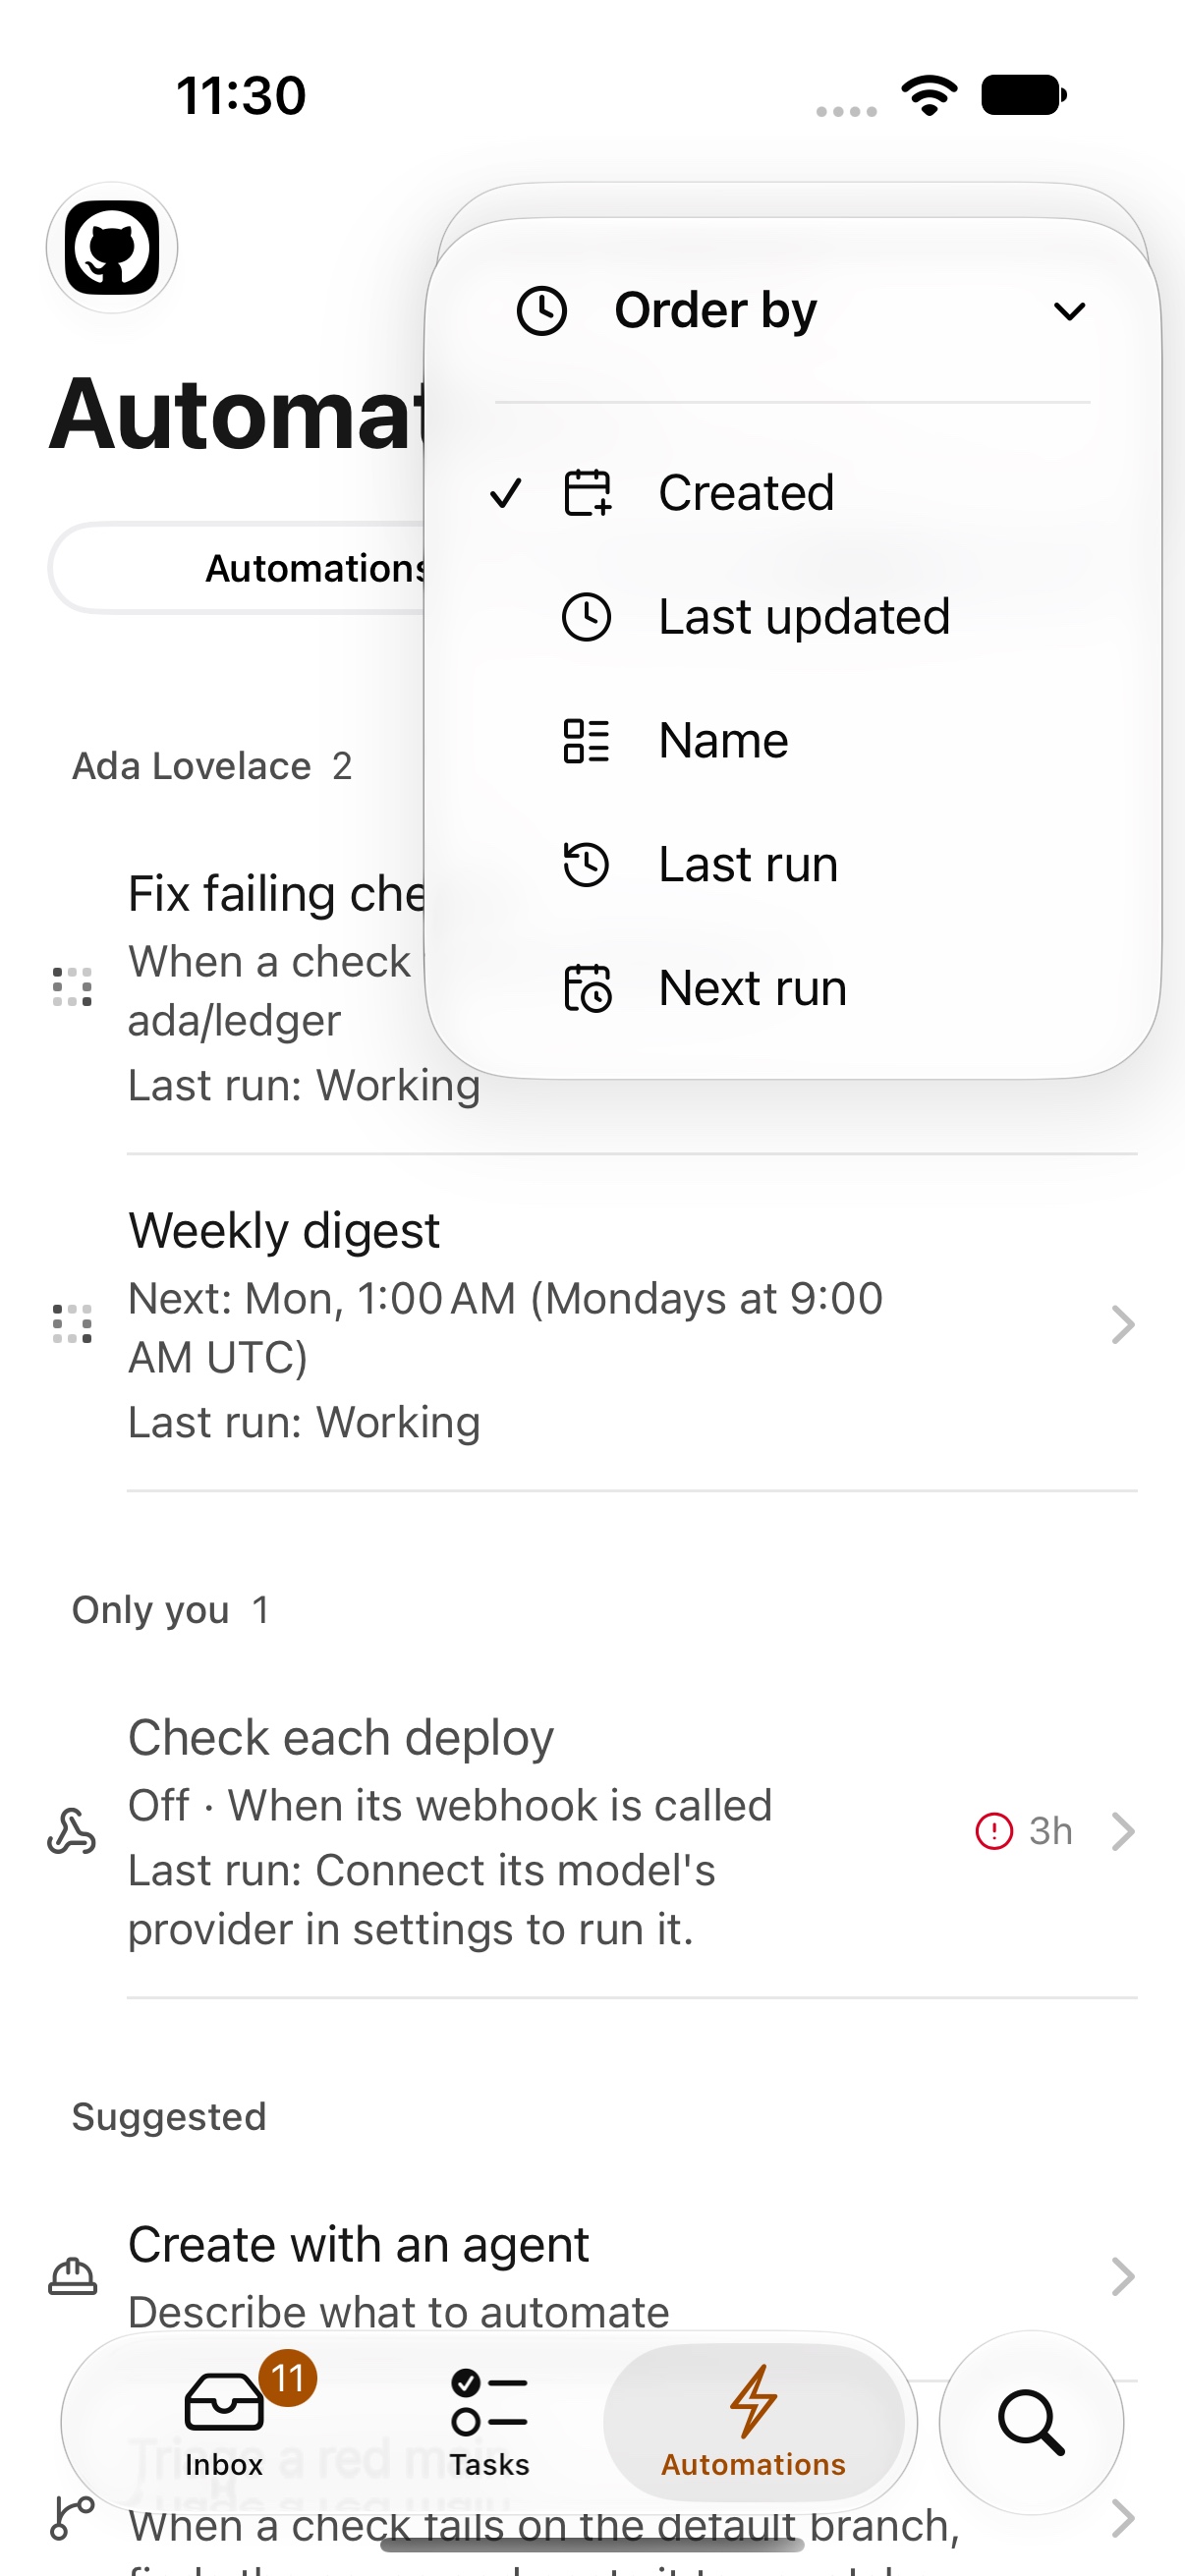 11:30
Order by
Automat
Created
Automations
Last updated
Name
Ada Lovelace 2
Last run
Fix failing che
When a check
ada/ledger
Next run
Last run: Working
Weekly digest
Next: Mon, 1:00 AM (Mondays at 9:00
AM UTC)
Last run: Working
Only you 1
Check each deploy
Off · When its webhook is called
3h
Last run: Connect its model's
provider in settings to run it.
Suggested
Create with an agent
Describe what to automate
11
Inbox
Tasks
Automations
Triage a red main
When a check fails on the default branch,